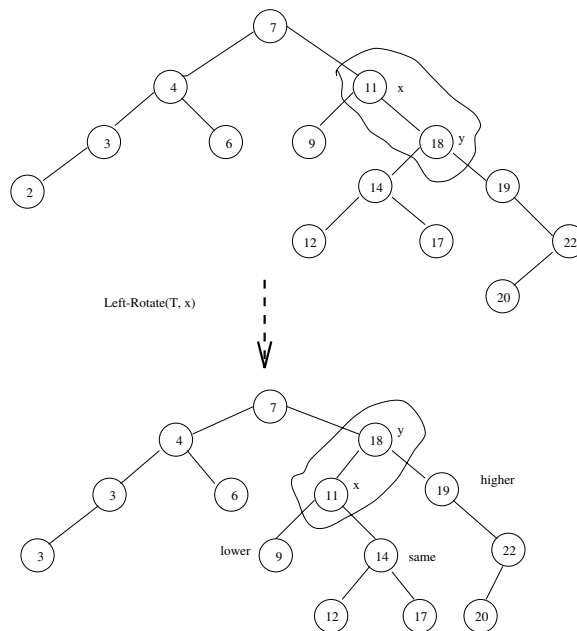 7
4 11 x
3 6 9 18 y
2 14 19
12 17 22
20
Left-Rotate(T, x)
7
4 18 y
3 6 11 x 19 higher
3 lower 9 14 same 22
12 17 20